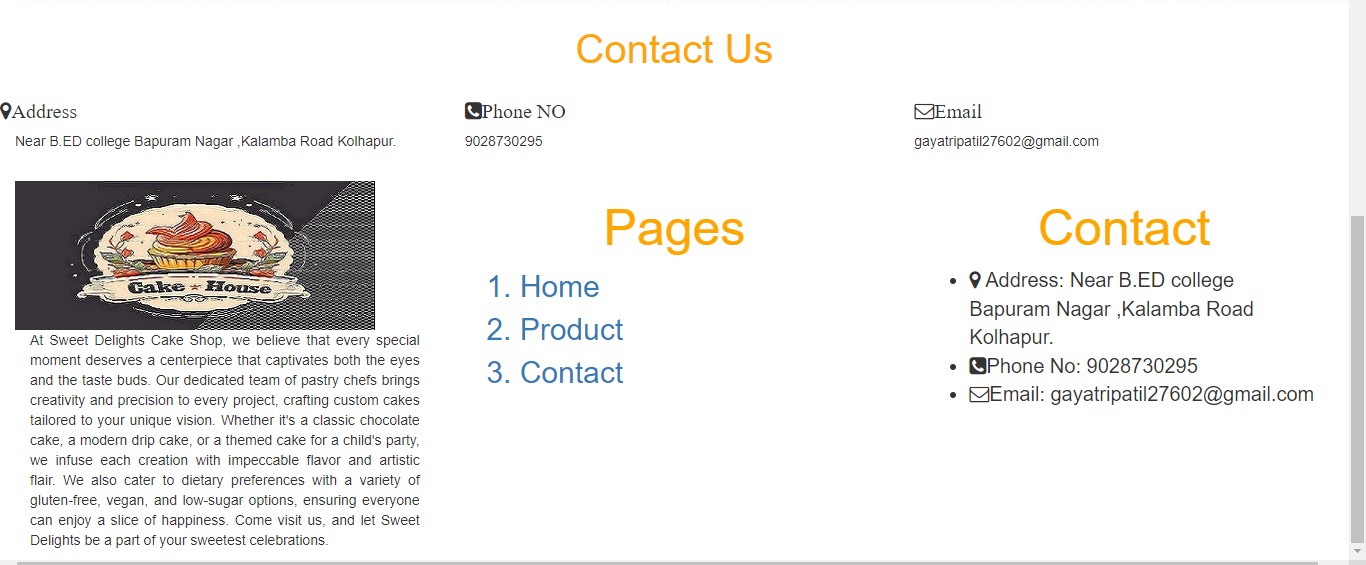 Contact Us
Address
Phone NO
Email
Near B.ED college Bapuram Nagar ,Kalamba Road Kolhapur.
9028730295
gayatripatil27602@gmail.com
Cake ★ House
At Sweet Delights Cake Shop, we believe that every special
moment deserves a centerpiece that captivates both the eyes
and the taste buds. Our dedicated team of pastry chefs brings
creativity and precision to every project, crafting custom cakes
tailored to your unique vision. Whether it's a classic chocolate
cake, a modern drip cake, or a themed cake for a child's party,
we infuse each creation with impeccable flavor and artistic
flair. We also cater to dietary preferences with a variety of
gluten-free, vegan, and low-sugar options, ensuring everyone
can enjoy a slice of happiness. Come visit us, and let Sweet
Delights be a part of your sweetest celebrations.
Pages
1. Home
2. Product
3. Contact
Contact
• Address: Near B.ED college
Bapuram Nagar ,Kalamba Road
Kolhapur.
• Phone No: 9028730295
• Email: gayatripatil27602@gmail.com